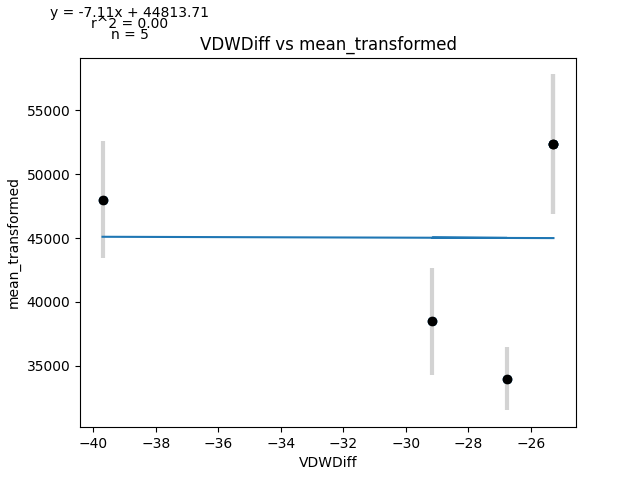 y = -7.11x + 44813.71
r^2 = 0.00
n = 5
VDWDiff vs mean_transformed
55000
50000
45000
40000
35000
mean_transformed
−40 −38 −36 −34 −32 −30 −28 −26
VDWDiff